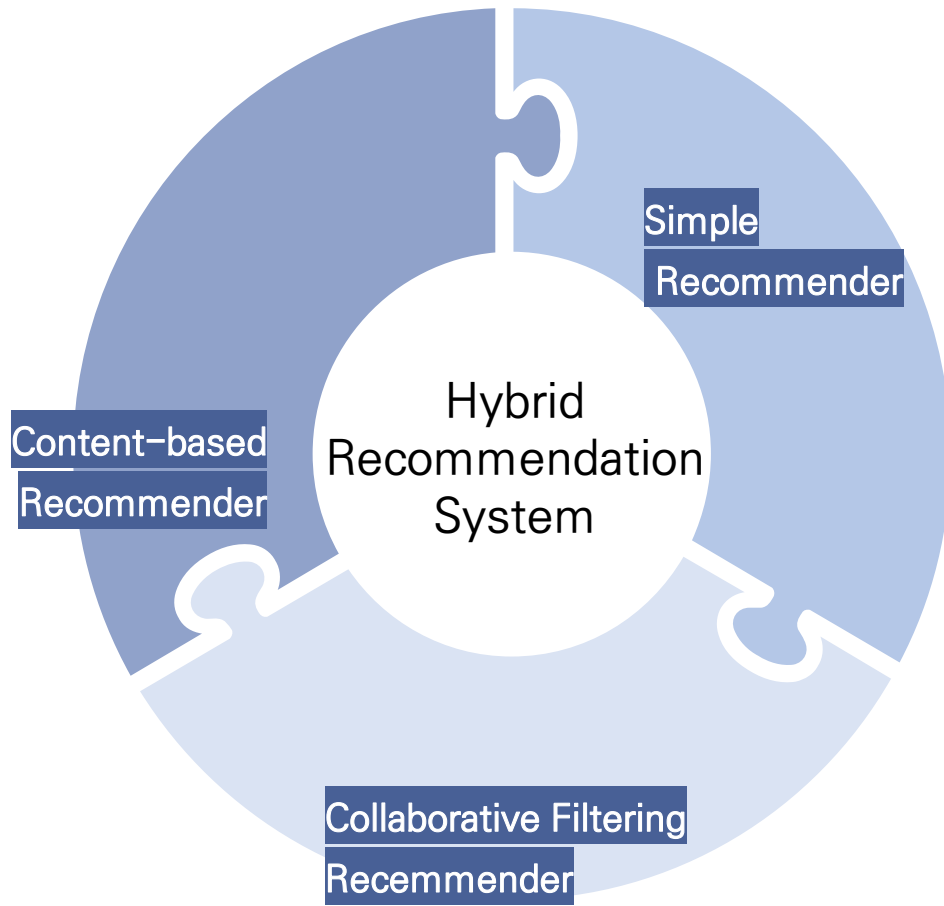 Simple
Recommender
Hybrid
Recommendation
System
Content-based
Recommender
Collaborative Filtering
Recemmender